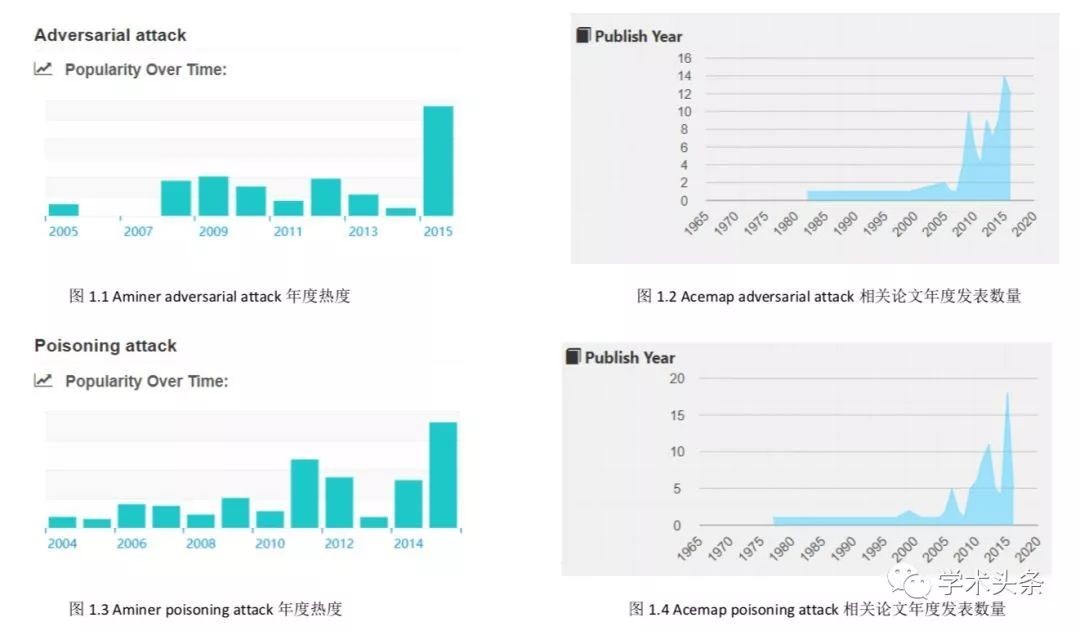 Adversarial attack
Popularity Over Time:
2005 2007 2009 2011 2013 2015
图 1.1 Aminer adversarial attack 年度热度
Publish Year
16
14
12
10
8
6
4
2
0
1965 1970 1975 1980 1985 1990 1995 2000 2005 2010 2015 2020
图 1.2 Acemap adversarial attack 相关论文年度发表数量
Poisoning attack
Popularity Over Time:
2004 2006 2008 2010 2012 2014
图 1.3 Aminer poisoning attack 年度热度
Publish Year
20
15
10
5
0
1965 1970 1975 1980 1985 1990 1995 2000 2005 2010 2015 2020
学术头条
图 1.4 Acemap poisoning attack 相关论文年度发表数量